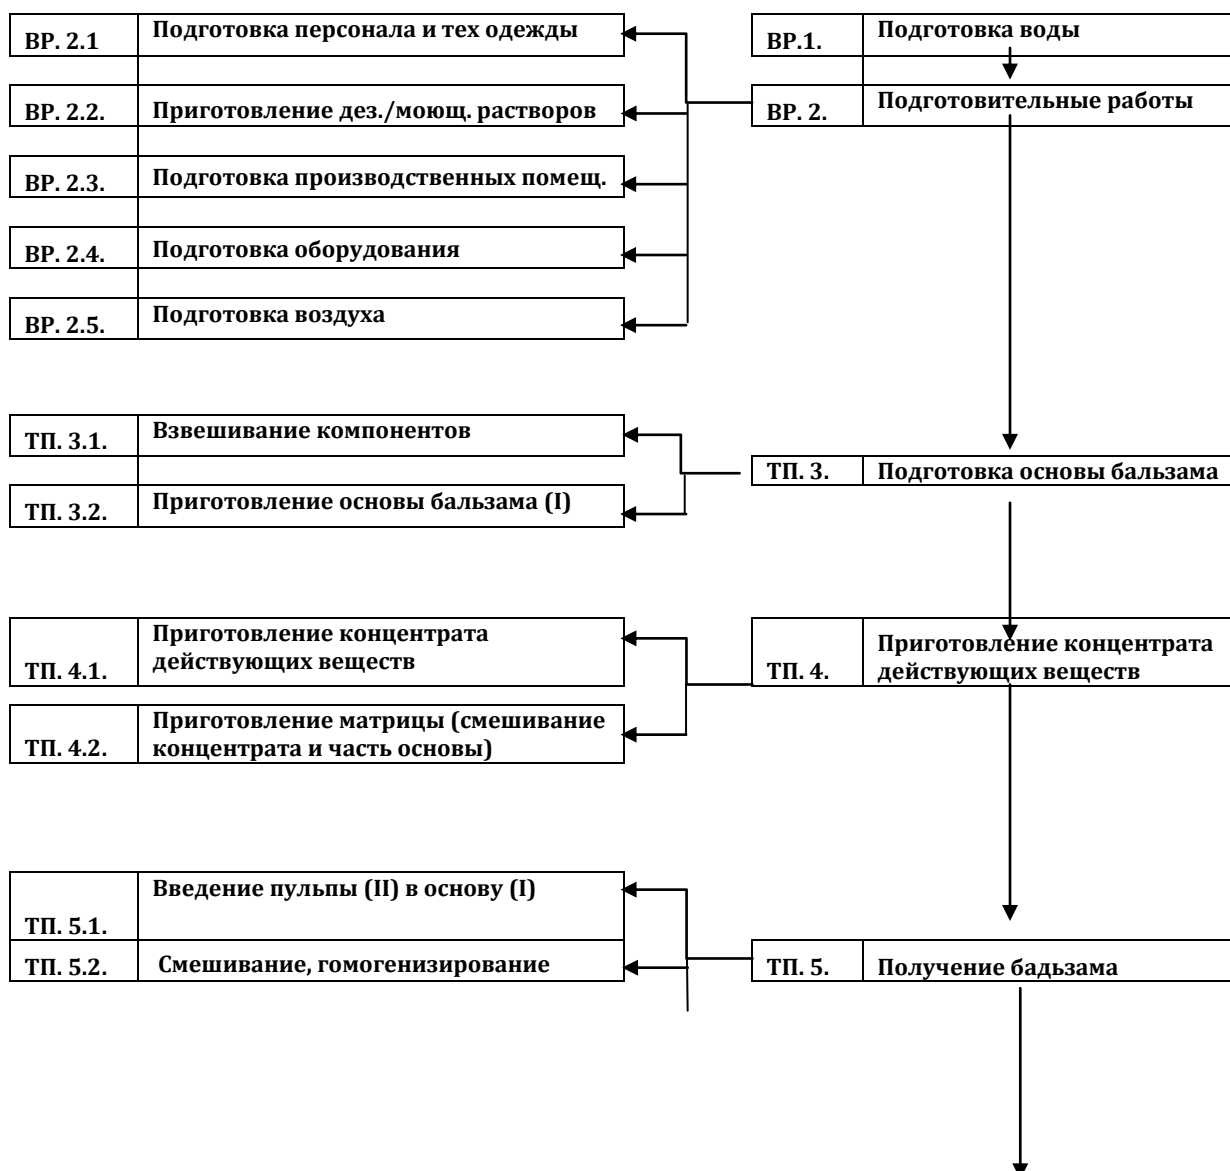 ВР. 2.1 Подготовка персонала и тех одежды
ВР.1. Подготовка воды
ВР. 2.2. Приготовление дез./моющ. растворов
ВР. 2. Подготовительные работы
ВР. 2.3. Подготовка производственных помещ.
ВР. 2.4. Подготовка оборудования
ВР. 2.5. Подготовка воздуха
ТП. 3.1. Взвешивание компонентов
ТП. 3. Подготовка основы бальзама
ТП. 3.2. Приготовление основы бальзама (I)
ТП. 4.1. Приготовление концентрата
действующих веществ
ТП. 4. Приготовление концентрата
действующих веществ
ТП. 4.2. Приготовление матрицы (смешивание
концентрата и часть основы)
ТП. 5.1. Введение пульпы (II) в основу (I)
ТП. 5.2. Смешивание, гомогенизирование
ТП. 5. Получение бадьзама